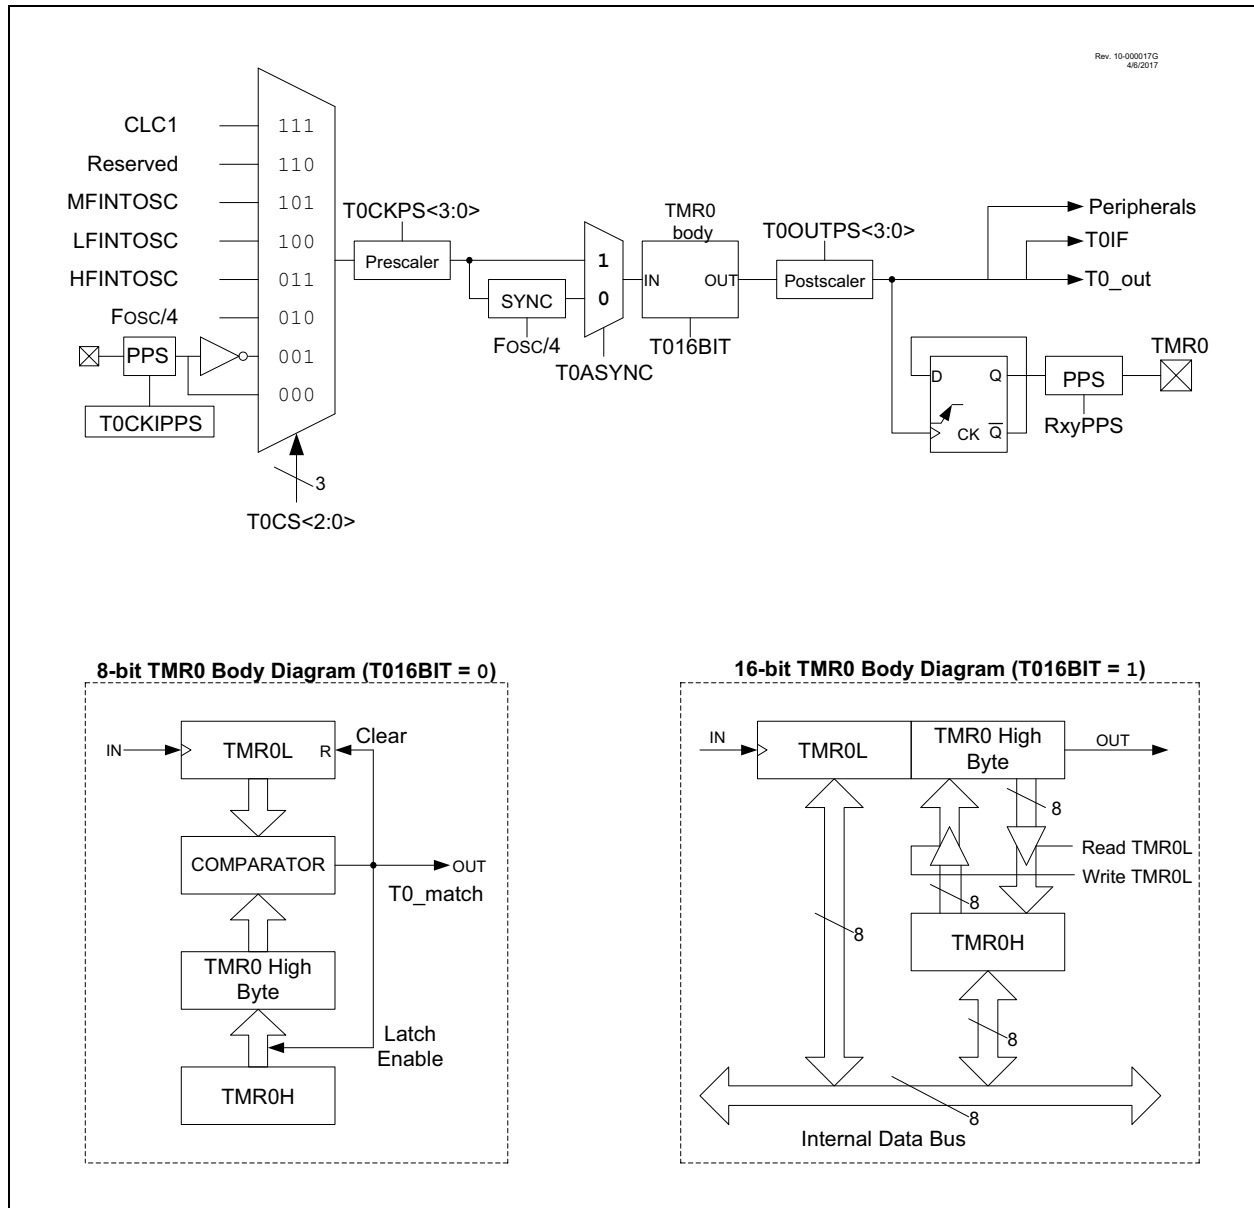 Rev. 10-000017G
4/6/2017
CLC1
111
Reserved
110
MFINTOSC
101
LFINTOSC
100
HFINTOSC
011
FOSC/4
010
PPS
001
000
T0CKIPPS
3
T0CS<2:0>
T0CKPS<3:0>
Prescaler
SYNC
FOSC/4
1
0
T0ASYNC
TMR0
body
IN
OUT
T016BIT
T0OUTPS<3:0>
Postscaler
Peripherals
T0IF
T0_out
D
Q
CK
Q
PPS
RxyPPS
TMR0
8-bit TMR0 Body Diagram (T016BIT = 0)
IN
TMR0L
R
Clear
COMPARATOR
OUT
T0_match
TMR0 High
Byte
Latch
Enable
TMR0H
16-bit TMR0 Body Diagram (T016BIT = 1)
IN
TMR0L
TMR0 High
Byte
OUT
8
Read TMR0L
Write TMR0L
8
8
TMR0H
8
8
Internal Data Bus